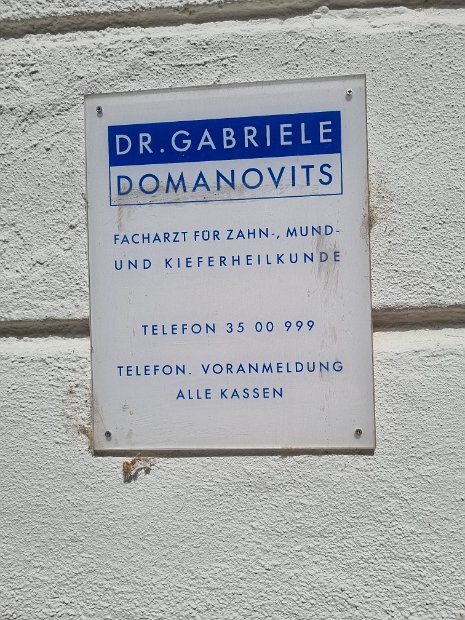 DR. GABRIELE
DOMANOVITS
FACHARZT FÜR ZAHN-, MUND-
UND KIEFERHEILKUNDE
TELEFON 35 00 999
TELEFON. VORANMELDUNG
ALLE KASSEN